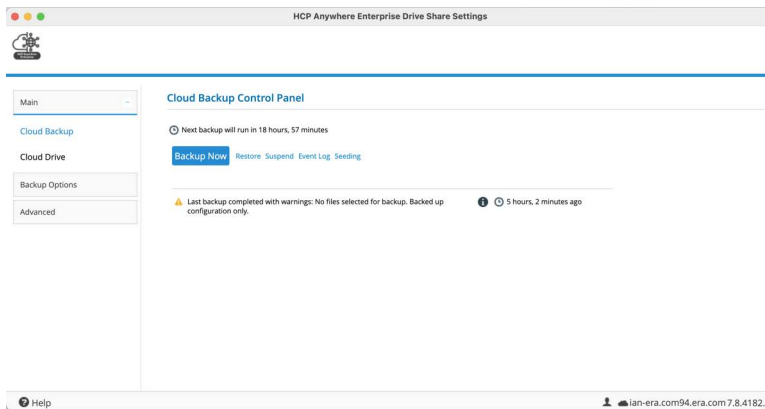 HCP Anywhere Enterprise Drive Share Settings
Main
Cloud Backup
Cloud Drive
Backup Options
Advanced
Cloud Backup Control Panel
Next backup will run in 18 hours, 57 minutes
Backup Now Restore Suspend Event Log Seeding
Last backup completed with warnings: No files selected for backup. Backed up
configuration only.
5 hours, 2 minutes ago
Help
ian-era.com94.era.com 7.8.4182.